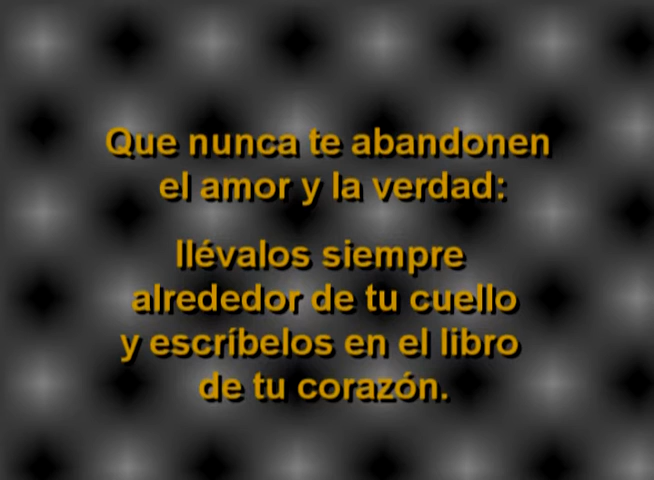 Que nunca te abandonen
el amor y la verdad:
llévalos siempre
alrededor de tu cuello
y escríbelos en el libro
de tu corazón.